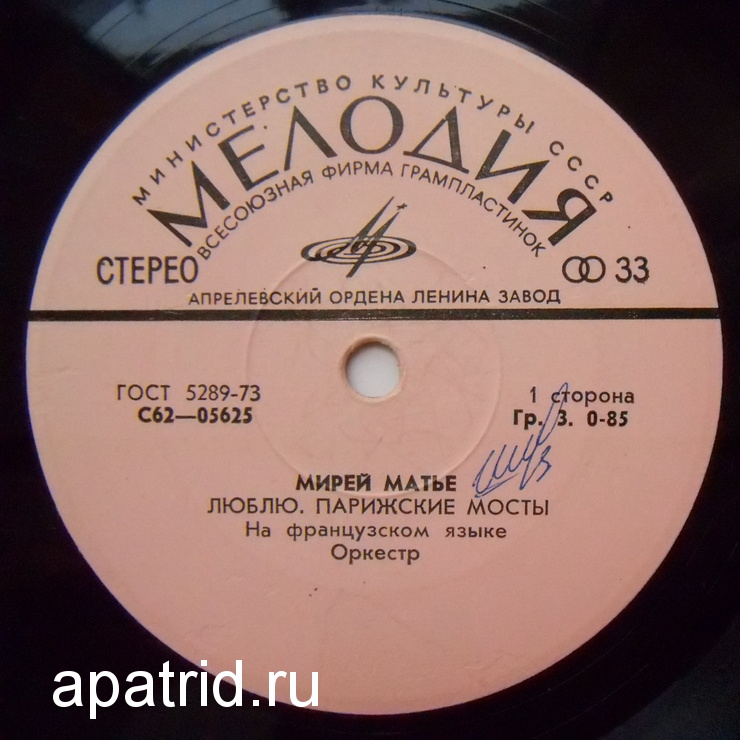 МИНИСТЕРСТВО КУЛЬТУРЫ СССР
МЕЛОДИЯ
ВСЕСОЮЗНАЯ ФИРМА ГРАМПЛАСТИНОК
СТЕРЕО 33
АПРЕЛЕВСКИЙ ОРДЕНА ЛЕНИНА ЗАВОД
ГОСТ 5289-73 1 сторона
С62—05625 Гр. 3. 0-85
МИРЕЙ МАТЬЕ
ЛЮБЛЮ. ПАРИЖСКИЕ МОСТЫ
На французском языке
Оркестр
apatrid.ru